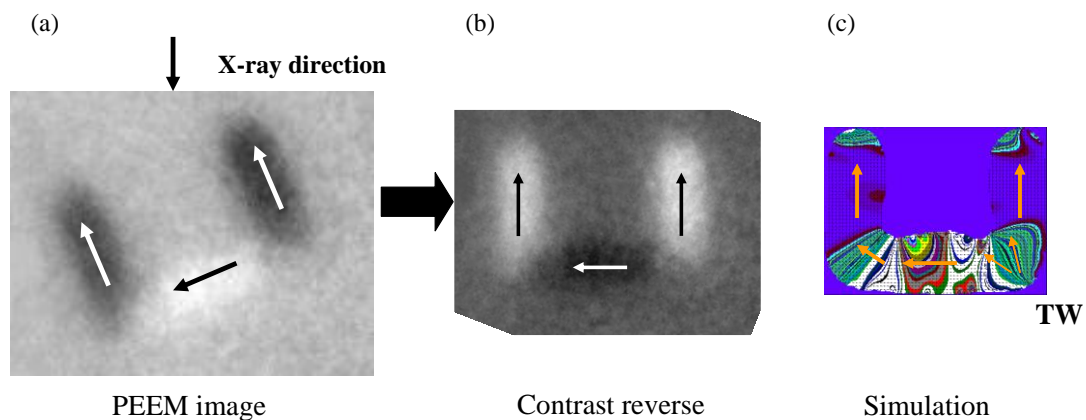 (a)
(b)
(c)
X-ray direction
TW
PEEM image
Contrast reverse
Simulation